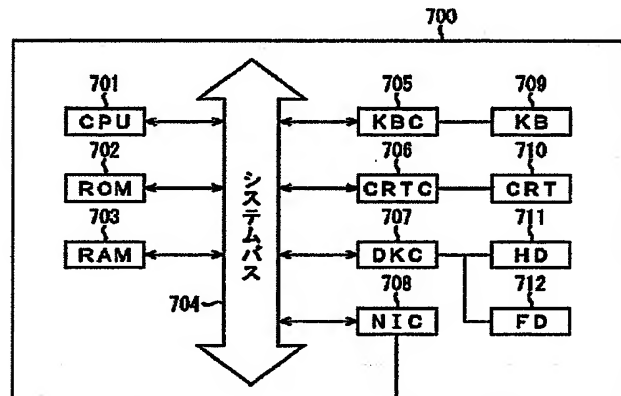 700
701
CPU
702
ROM
703
RAM
704
システムバス
705
KBC
706
CRTC
707
DKC
708
NIC
709
KB
710
CRT
711
HD
712
FD